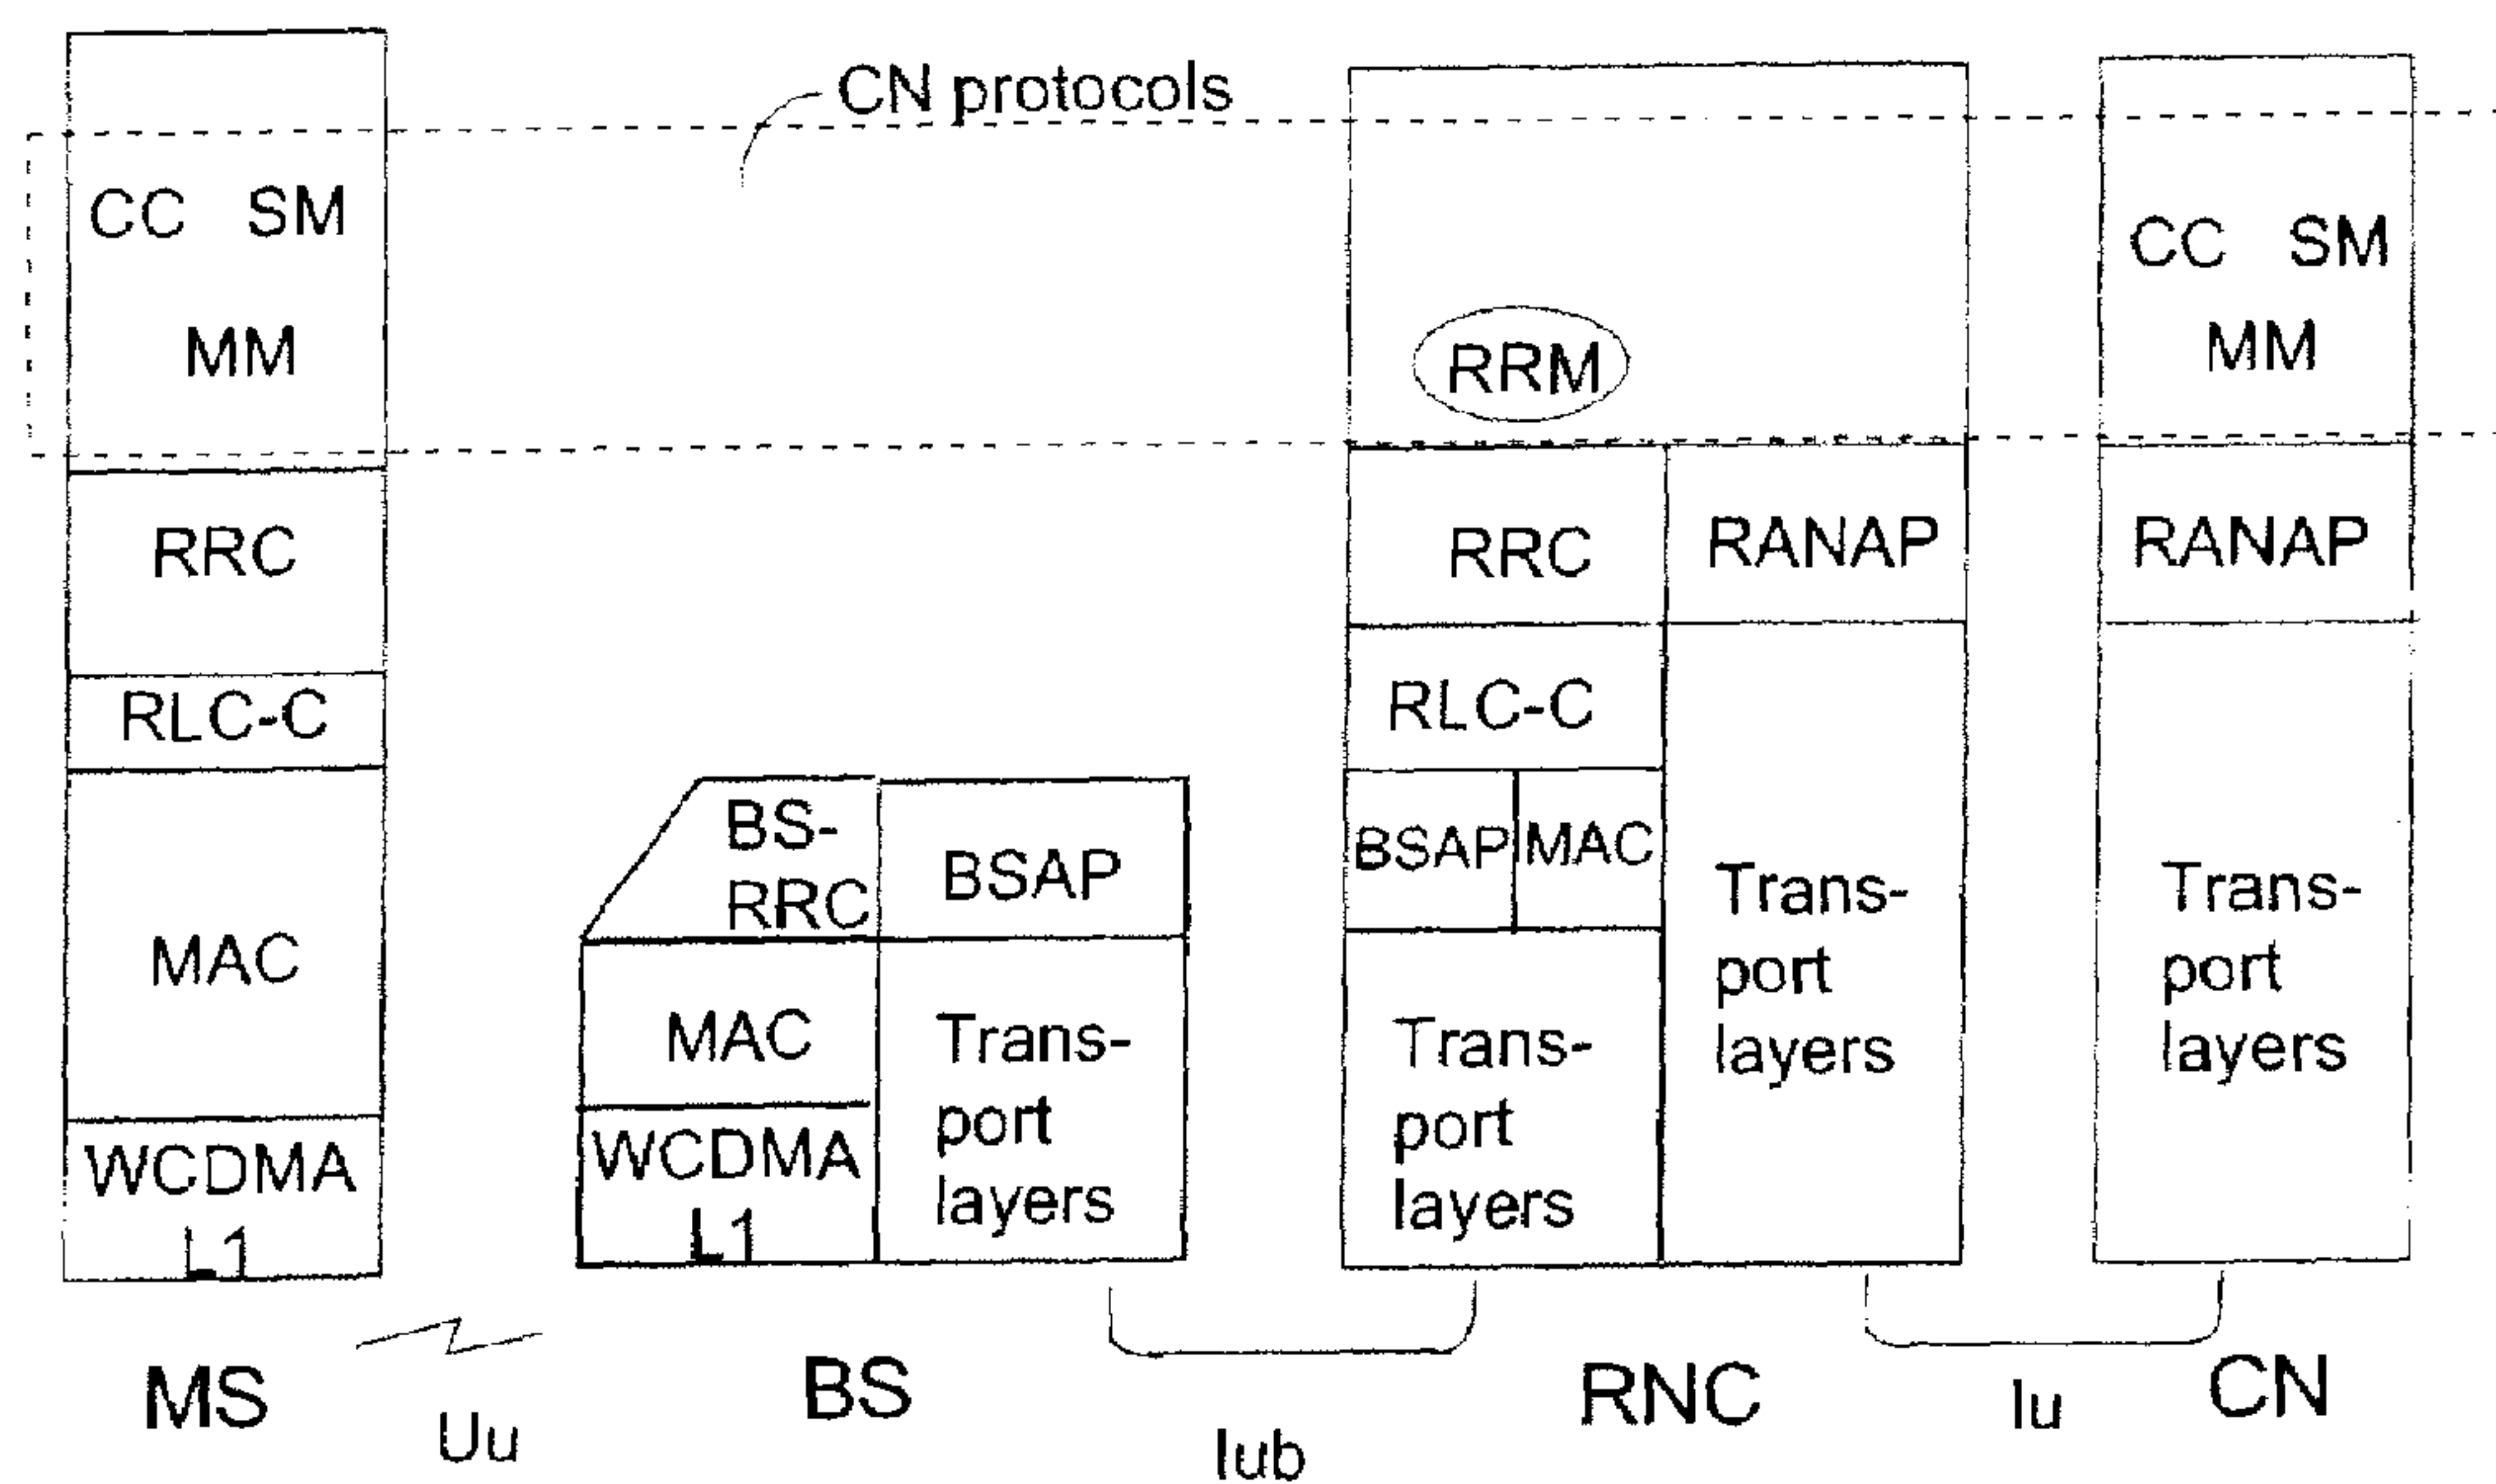 CN protocols
CC SM
MM
RRC
RLC-C
MAC
WCDMA
L1
MS
Uu
BS-
RRC
BSAP
MAC
WCDMA
L1
Trans-
port
layers
BS
Iub
RRM
RRC
RANAP
RLC-C
BSAP
MAC
Trans-
port
layers
Trans-
port
layers
RNC
Iu
CC SM
MM
RANAP
Trans-
port
layers
CN